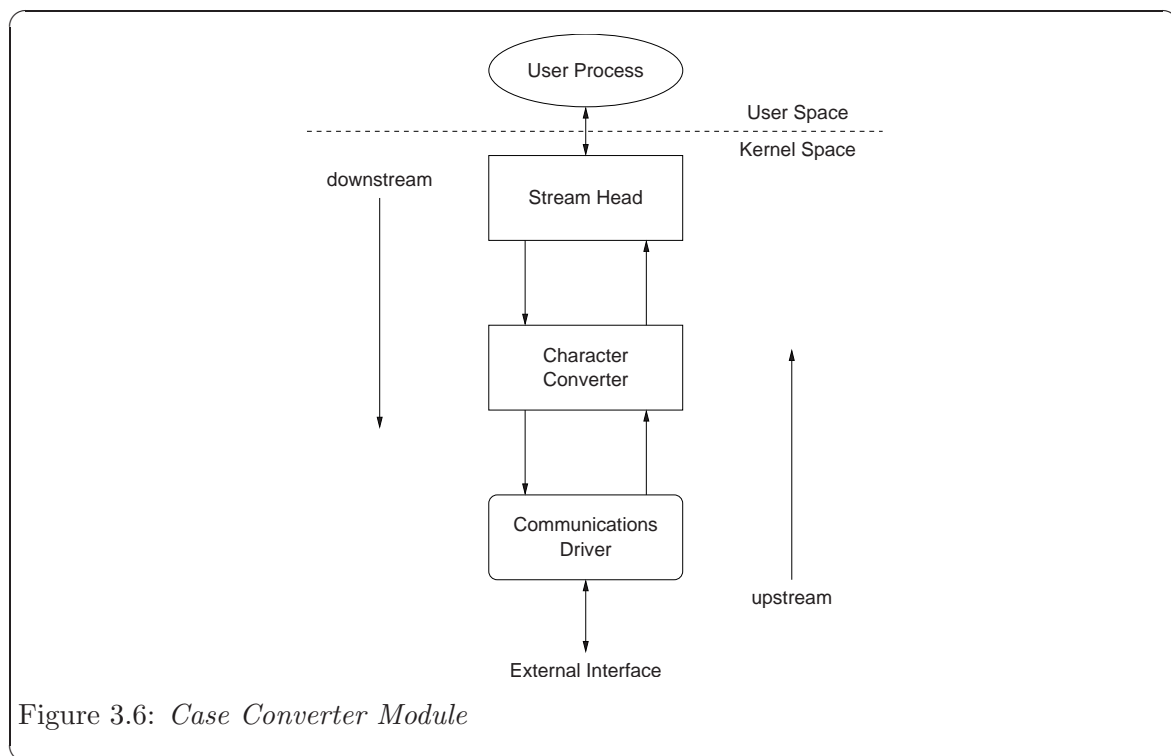 User Process
User Space
Kernel Space
downstream
Stream Head
Character
Converter
Communications
Driver
upstream
External Interface
Figure 3.6: Case Converter Module